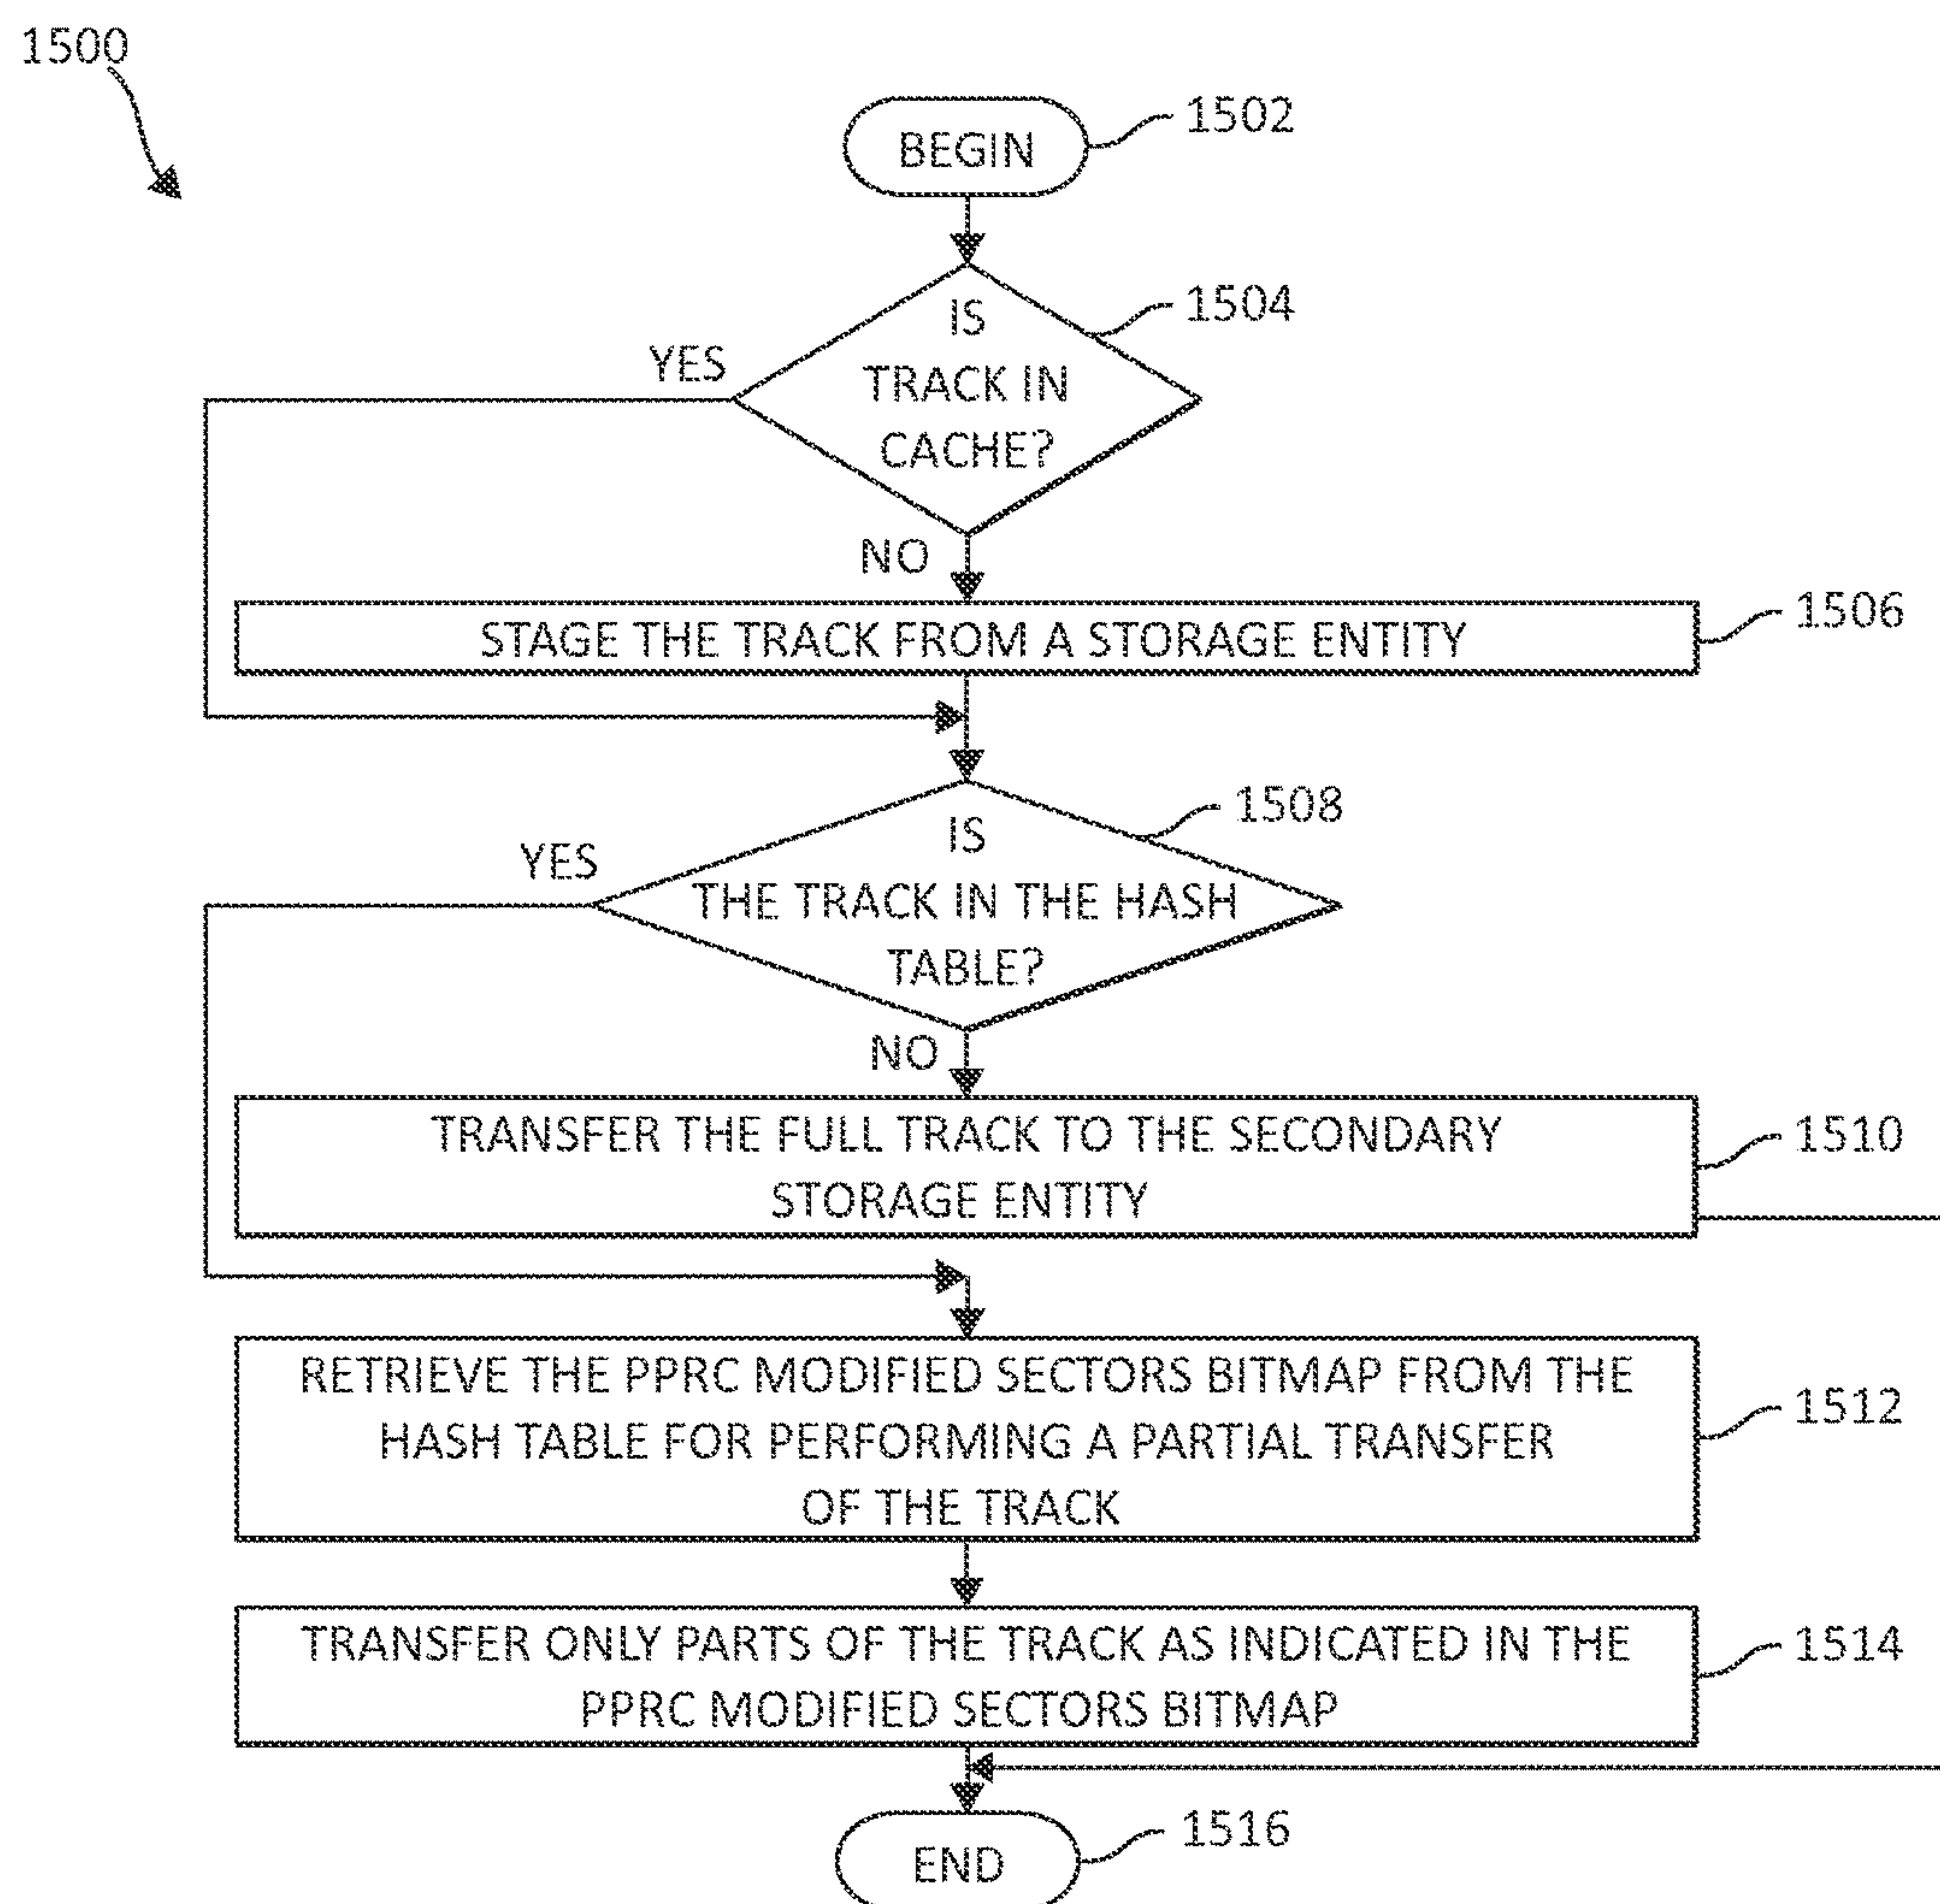 1500
BEGIN
1502
IS
TRACK IN
CACHE?
1504
YES
NO
STAGE THE TRACK FROM A STORAGE ENTITY
1506
IS
THE TRACK IN THE HASH
TABLE?
1508
YES
NO
TRANSFER THE FULL TRACK TO THE SECONDARY
STORAGE ENTITY
1510
RETRIEVE THE PPRC MODIFIED SECTORS BITMAP FROM THE
HASH TABLE FOR PERFORMING A PARTIAL TRANSFER
OF THE TRACK
1512
TRANSFER ONLY PARTS OF THE TRACK AS INDICATED IN THE
PPRC MODIFIED SECTORS BITMAP
1514
END
1516